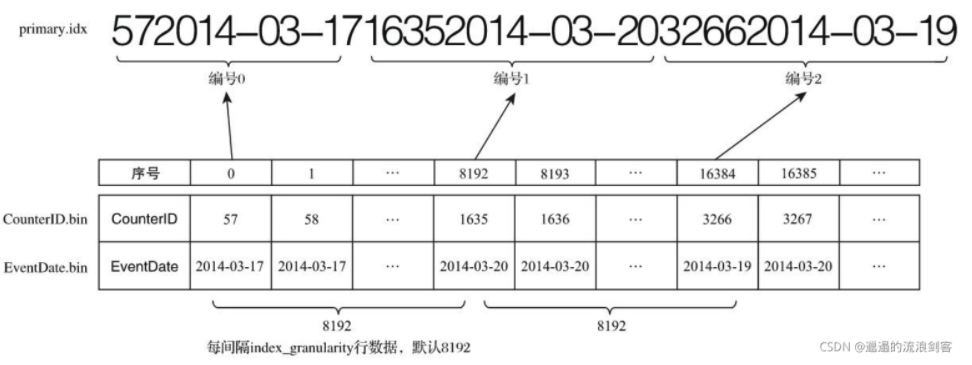 primary.idx 572014-03-1716352014-03-2032662014-03-19
编号0 编号1 编号2
序号 0 1 … 8192 8193 … 16384 16385 …
CounterID.bin CounterID 57 58 … 1635 1636 … 3266 3267 …
EventDate.bin EventDate 2014-03-17 2014-03-17 … 2014-03-20 2014-03-20 … 2014-03-19 2014-03-20 …
8192 8192
每间隔index_granularity行数据，默认8192
CSDN @邋遢的流浪剑客